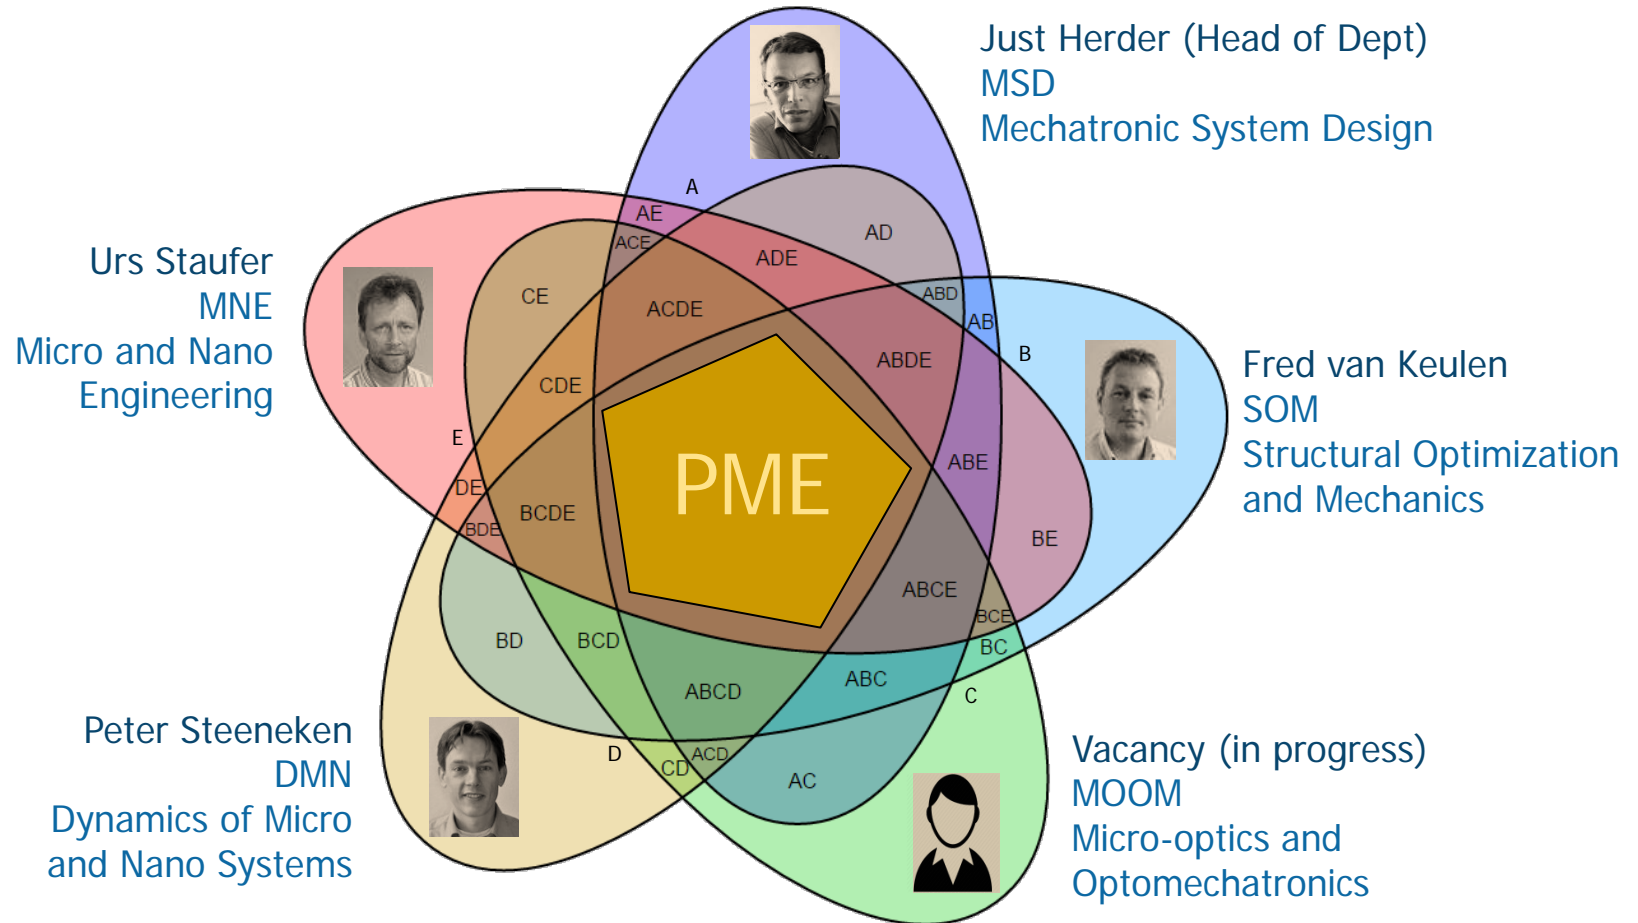 Just Herder (Head of Dept)
MSD
Mechatronic System Design
A
AE
ACE
ADE
AD
Urs Staufer
MNE
Micro and Nano
Engineering
CE
ACDE
ABD
AB
B
ABDE
CDE
Fred van Keulen
SOM
Structural Optimization
and Mechanics
E
DE
BDE
BCDE
PME
ABE
BE
ABCE
BCE
BC
BD
BCD
ABCD
ABC
C
Peter Steeneken
DMN
Dynamics of Micro
and Nano Systems
D
CD
ACD
AC
Vacancy (in progress)
MOOM
Micro-optics and
Optomechatronics